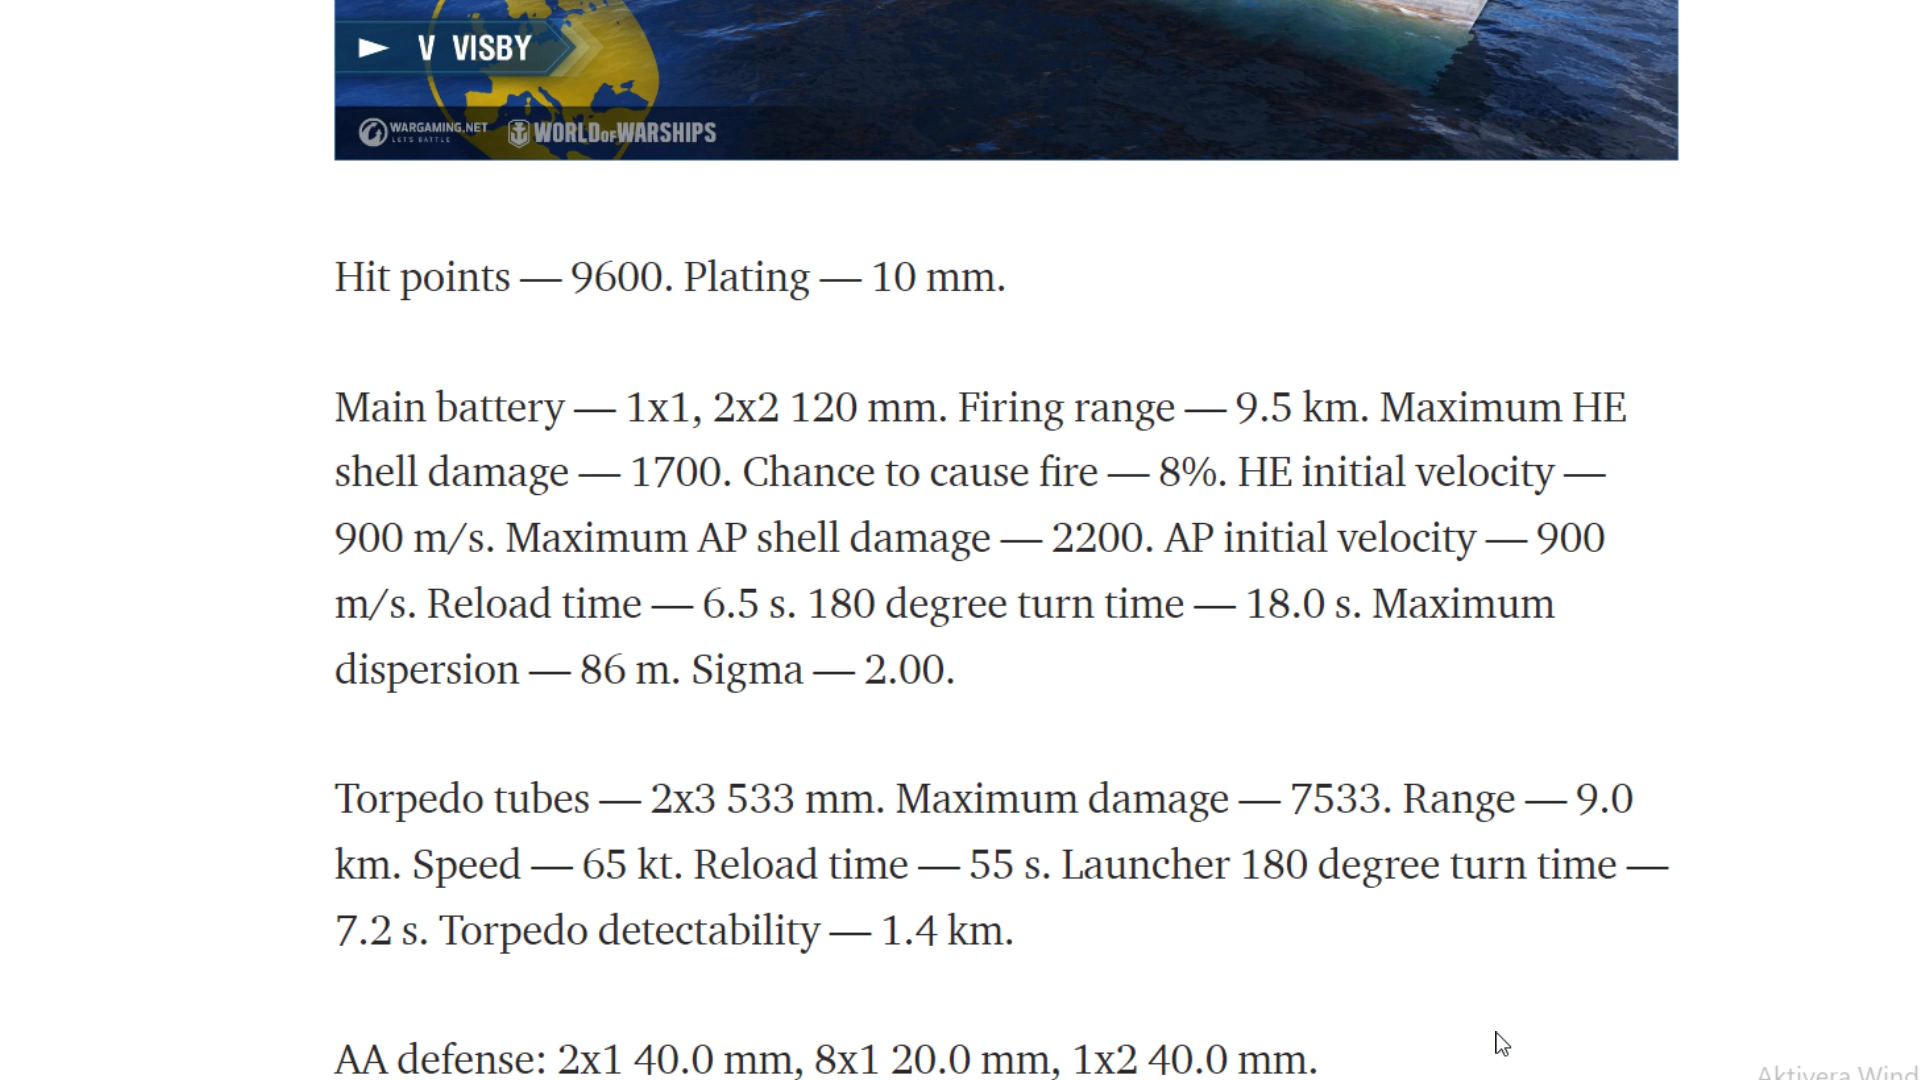 V VISBY
WARGAMING.NET
LETS BATTLE
WORLD OF WARSHIPS
Hit points — 9600. Plating — 10 mm.
Main battery — 1x1, 2x2 120 mm. Firing range — 9.5 km. Maximum HE
shell damage — 1700. Chance to cause fire — 8%. HE initial velocity —
900 m/s. Maximum AP shell damage — 2200. AP initial velocity — 900
m/s. Reload time — 6.5 s. 180 degree turn time — 18.0 s. Maximum
dispersion — 86 m. Sigma — 2.00.
Torpedo tubes — 2x3 533 mm. Maximum damage — 7533. Range — 9.0
km. Speed — 65 kt. Reload time — 55 s. Launcher 180 degree turn time —
7.2 s. Torpedo detectability — 1.4 km.
AA defense: 2x1 40.0 mm, 8x1 20.0 mm, 1x2 40.0 mm.
Aktivera Wind